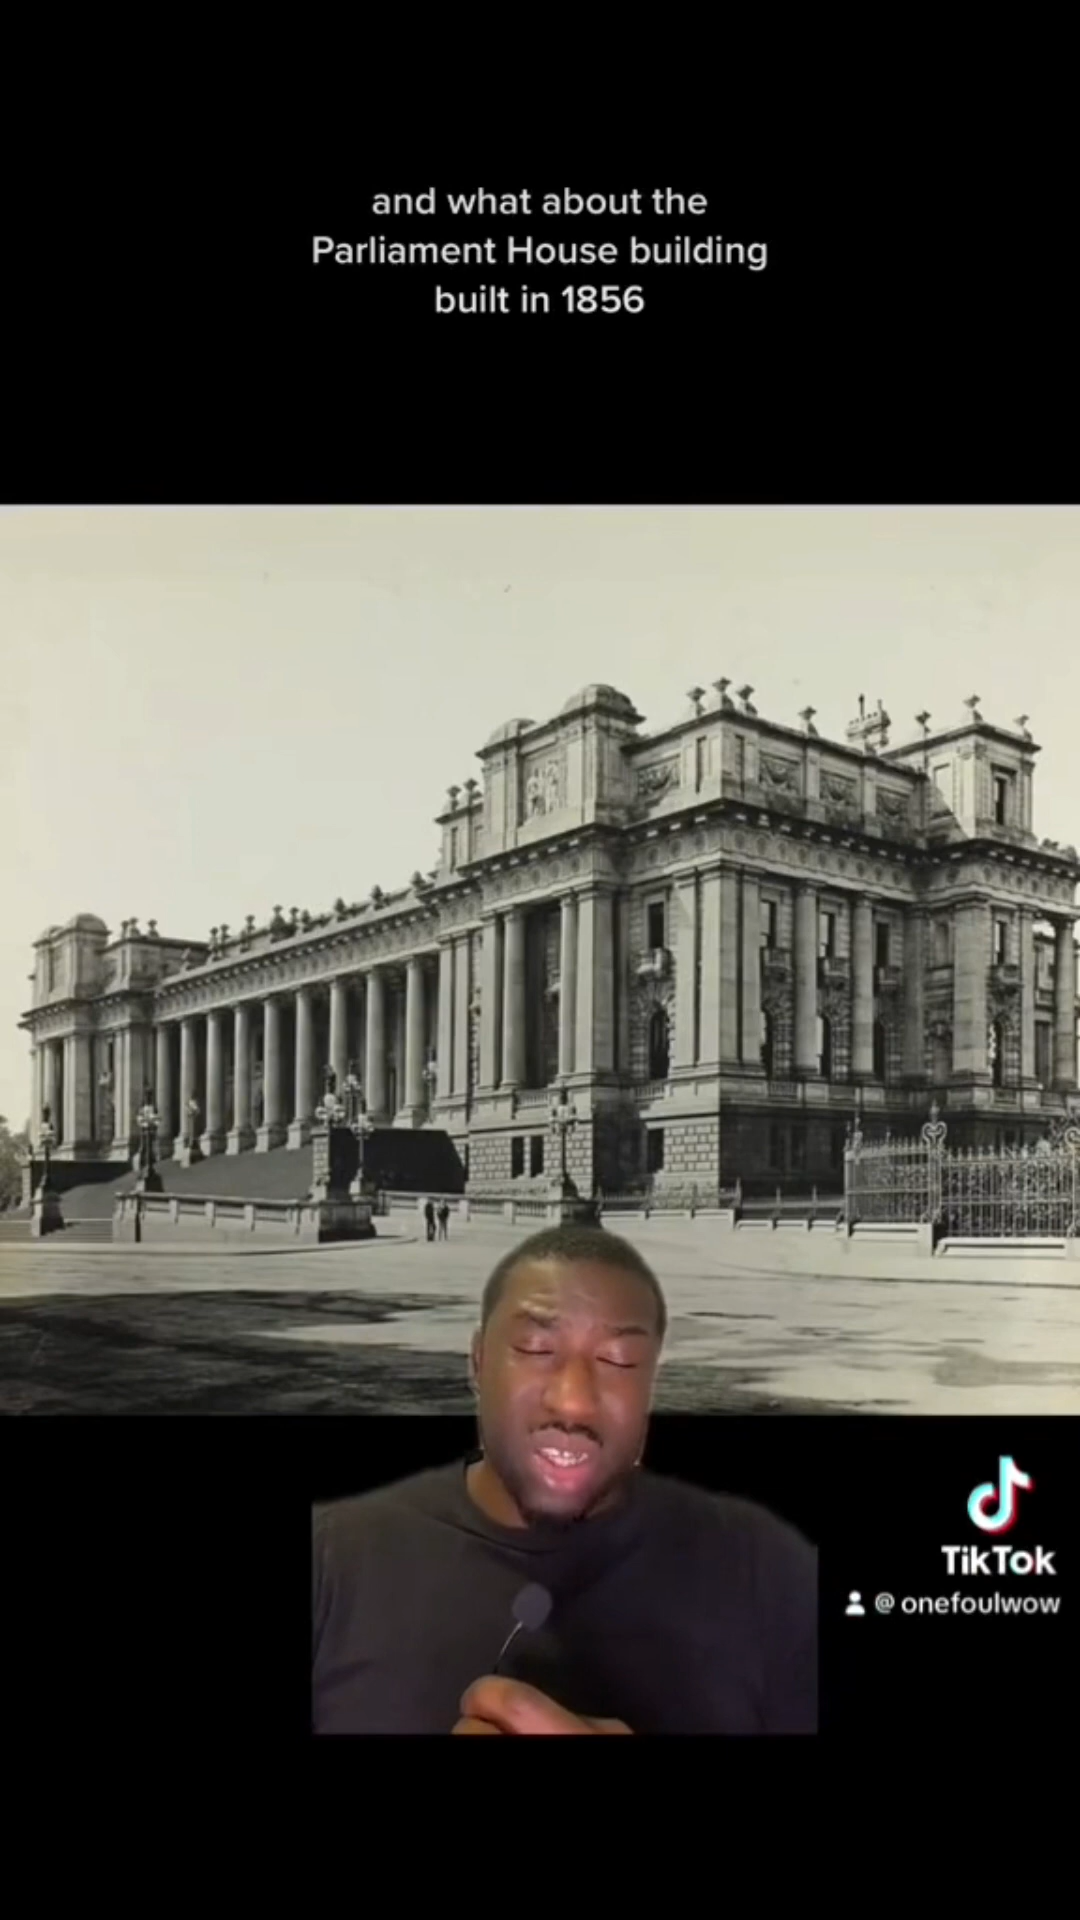 and what about the
Parliament House building
built in 1856
TikTok
@ onefoulwow